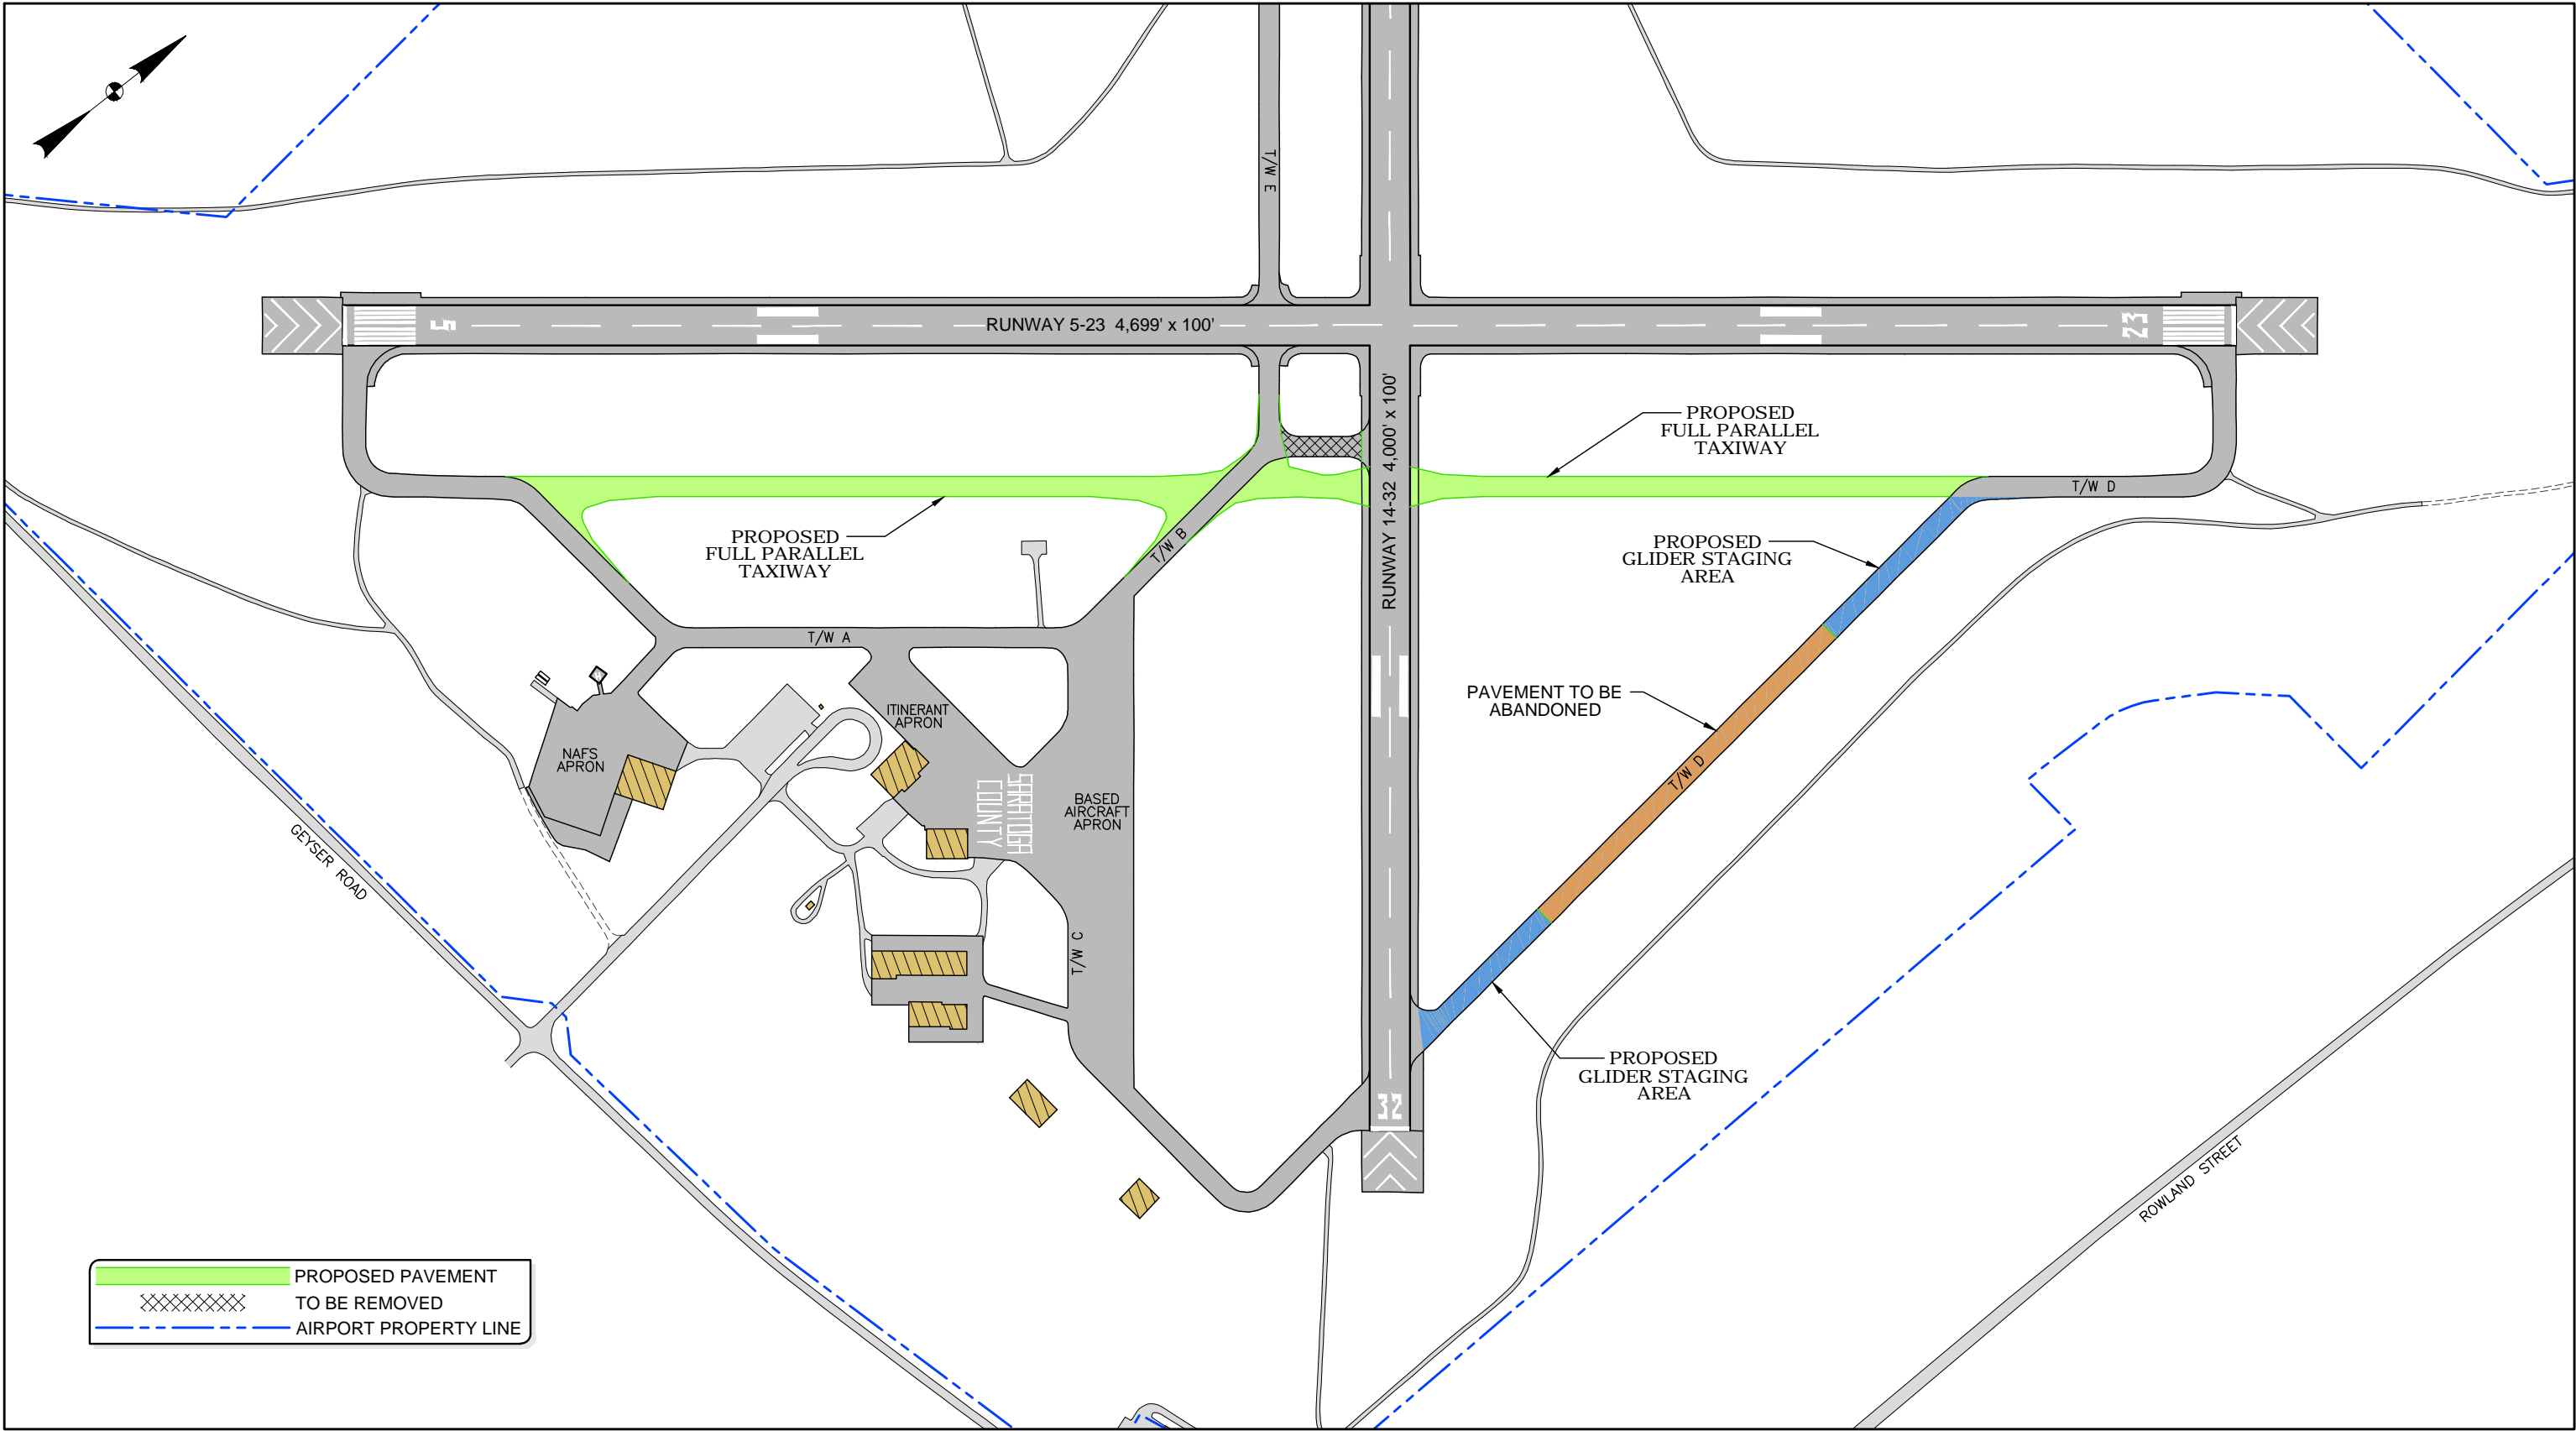 T/W E
5
RUNWAY 5-23 4,699' x 100'
23
RUNWAY 14-32 4,000' x 100'
PROPOSED
FULL PARALLEL
TAXIWAY
T/W D
PROPOSED
FULL PARALLEL
TAXIWAY
T/W B
PROPOSED
GLIDER STAGING
AREA
T/W A
ITINERANT
APRON
PAVEMENT TO BE
ABANDONED
NAFS
APRON
SARATOGA
COUNTY
BASED
AIRCRAFT
APRON
T/W D
GEYSER ROAD
T/W C
PROPOSED
GLIDER STAGING
AREA
32
ROWLAND STREET
PROPOSED PAVEMENT
TO BE REMOVED
AIRPORT PROPERTY LINE